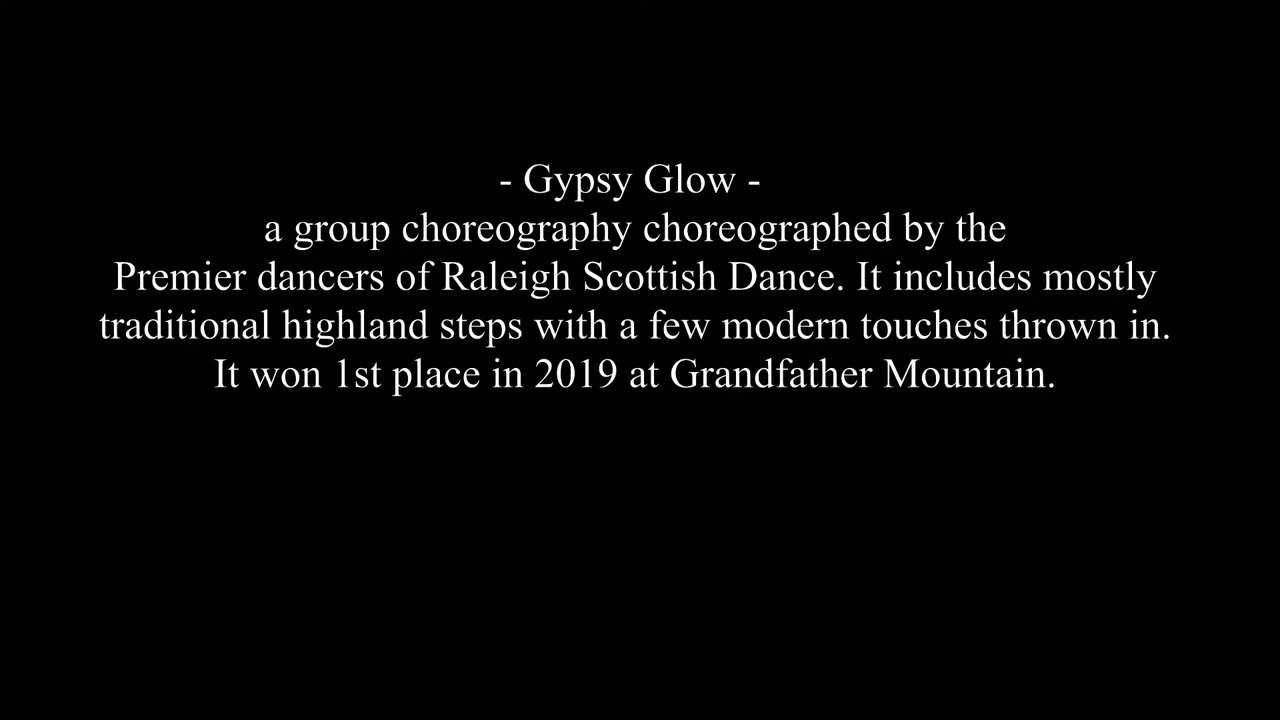 - Gypsy Glow -
a group choreography choreographed by the
Premier dancers of Raleigh Scottish Dance. It includes mostly
traditional highland steps with a few modern touches thrown in.
It won 1st place in 2019 at Grandfather Mountain.